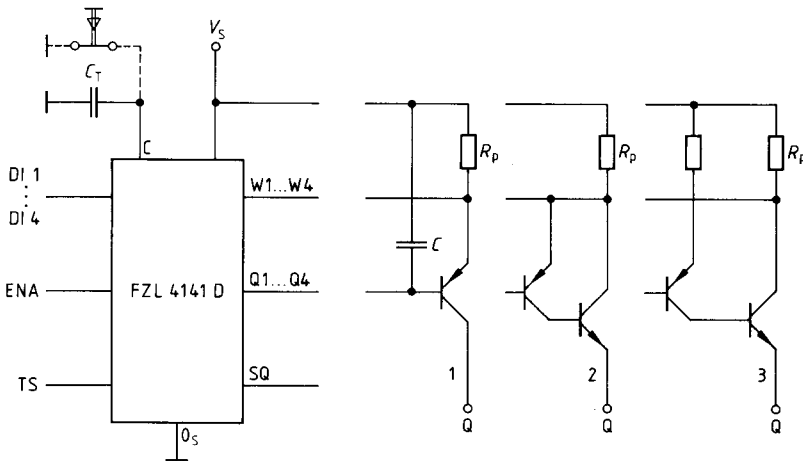 V_S
C_T
C
R_p
R_p
R_p
DI 1
⋮
DI 4
W1...W4
C
ENA
FZL 4141 D
Q1...Q4
TS
SQ
1
2
3
0_S
Q
Q
Q